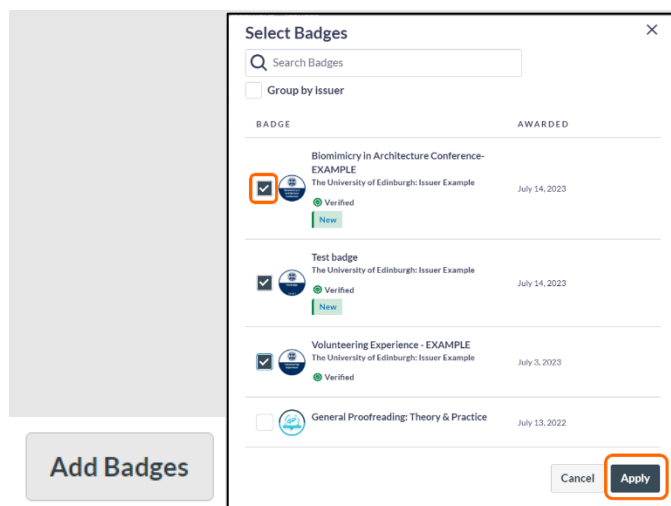 Select Badges
Search Badges
Group by issuer
BADGE AWARDED
Biomimicry in Architecture Conference-
EXAMPLE
The University of Edinburgh: Issuer Example
Verified
New
July 14, 2023
Test badge
The University of Edinburgh: Issuer Example
Verified
New
July 14, 2023
Volunteering Experience - EXAMPLE
The University of Edinburgh: Issuer Example
Verified
July 3, 2023
General Proofreading: Theory & Practice
July 13, 2022
Add Badges
Cancel Apply